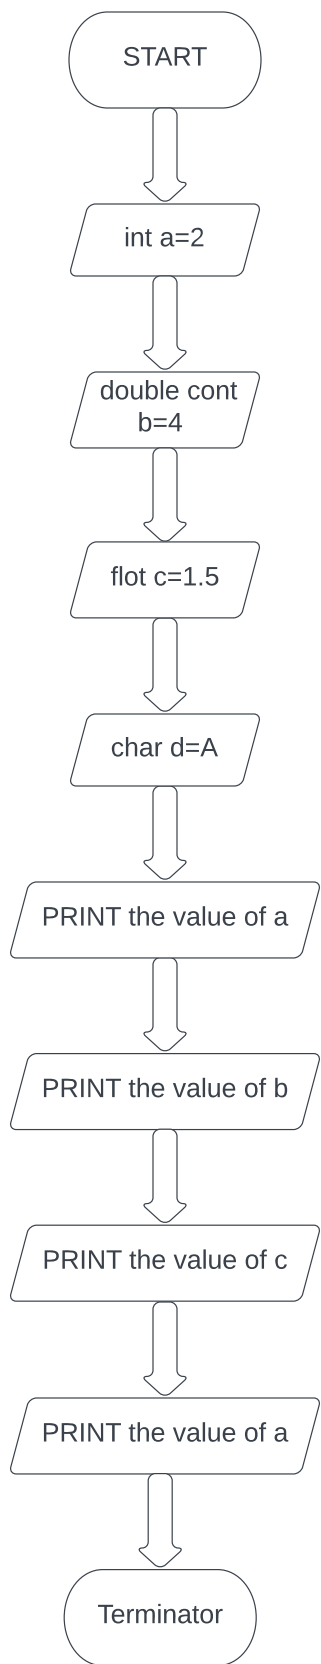 START
int a=2
double cont
b=4
flot c=1.5
char d=A
PRINT the value of a
PRINT the value of b
PRINT the value of c
PRINT the value of a
Terminator